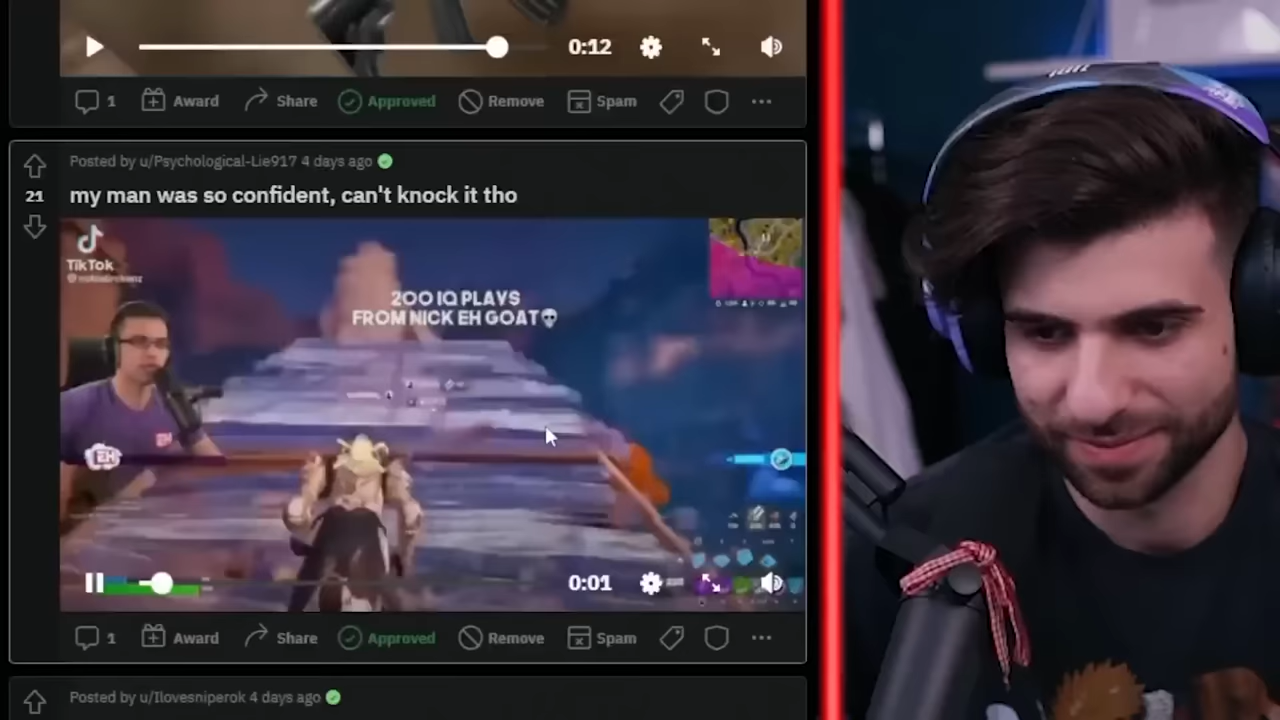 0:12
1 Award Share Approved Remove Spam
Posted by u/Psychological-Lie917 4 days ago
21
my man was so confident, can't knock it tho
TikTok
200 IQ PLAYS
FROM NICK EH GOAT💀
EH
EH
0:01
1 Award Share Approved Remove Spam
Posted by u/Ilovesniperok 4 days ago